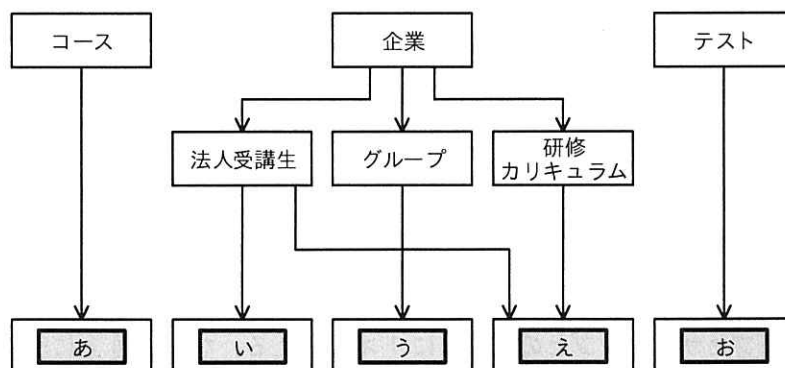 コース
企業
テスト
法人受講生
グループ
研修
カリキュラム
あ
い
う
え
お